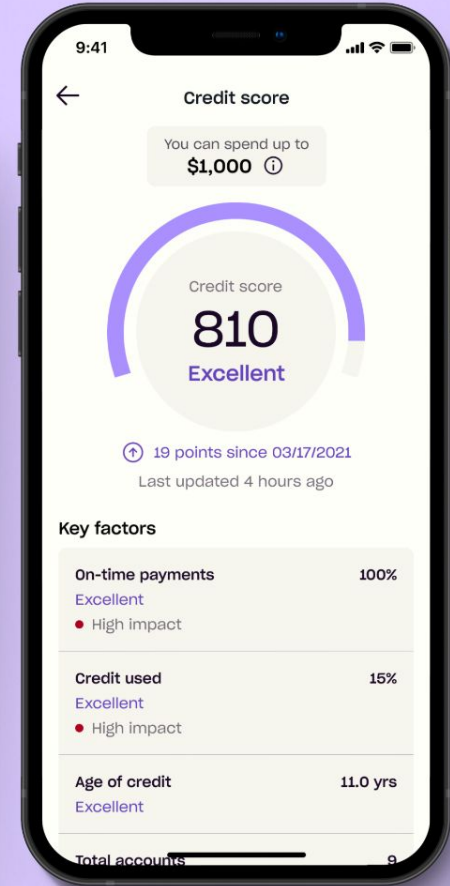 9:41
Credit score
You can spend up to
$1,000
Credit score
810
Excellent
19 points since 03/17/2021
Last updated 4 hours ago
Key factors
On-time payments 100%
Excellent
High impact
Credit used 15%
Excellent
High impact
Age of credit 11.0 yrs
Excellent
Total accounts 9